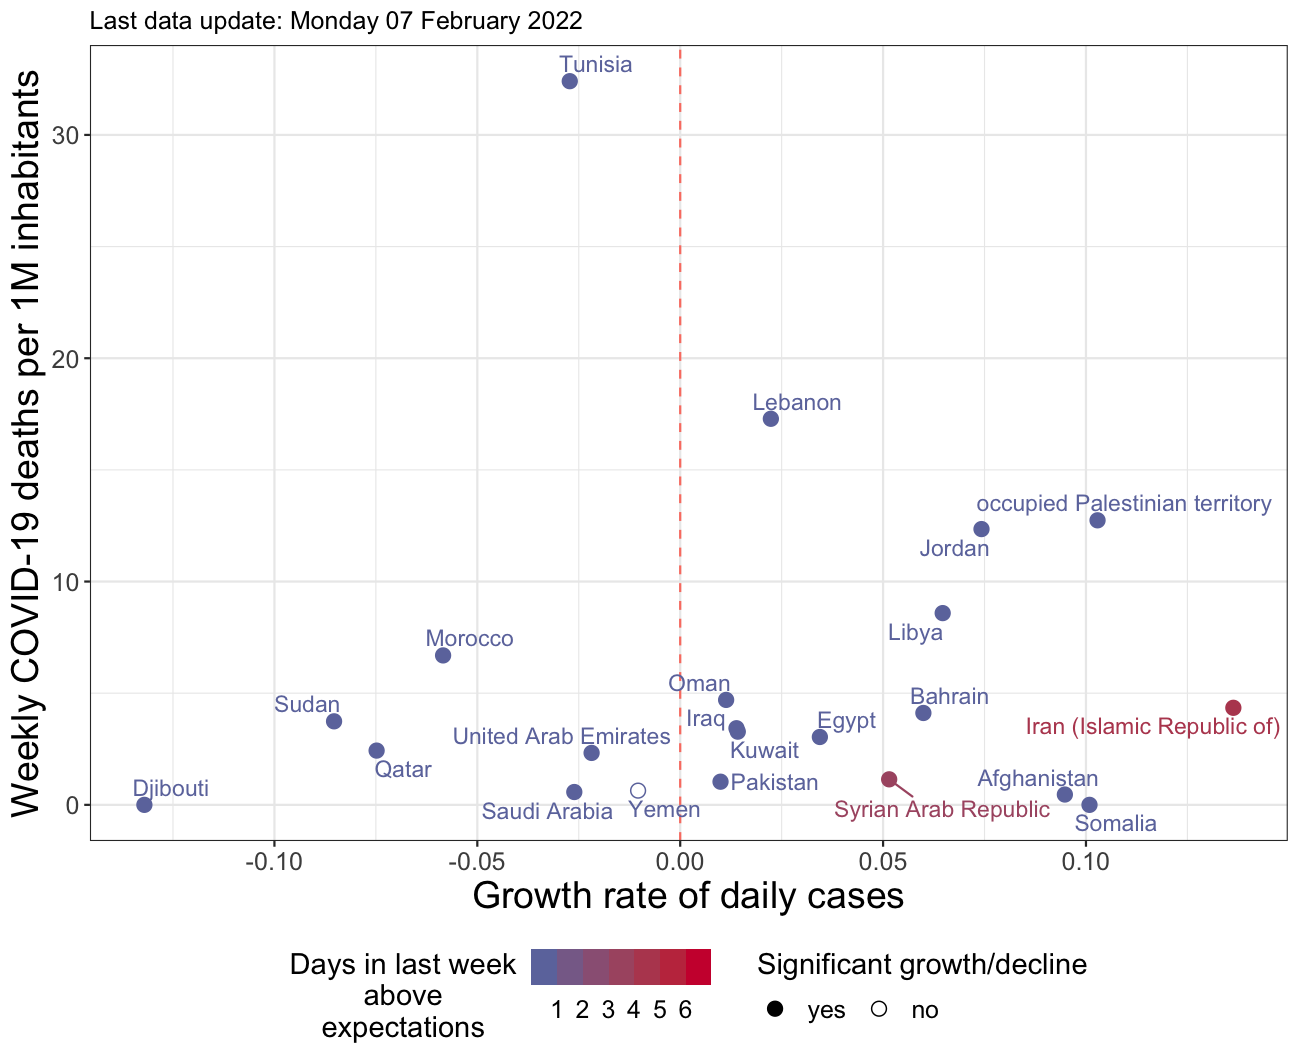 Last data update: Monday 07 February 2022
Weekly COVID-19 deaths per 1M inhabitants
30
20
10
0
Tunisia
Lebanon
occupied Palestinian territory
Jordan
Libya
Morocco
Oman
Bahrain
Sudan
Iraq
Egypt
Iran (Islamic Republic of)
United Arab Emirates
Kuwait
Qatar
Pakistan
Afghanistan
Djibouti
Saudi Arabia
Yemen
Syrian Arab Republic
Somalia
-0.10
-0.05
0.00
0.05
0.10
Growth rate of daily cases
Days in last week
above
expectations
1 2 3 4 5 6
Significant growth/decline
yes
no